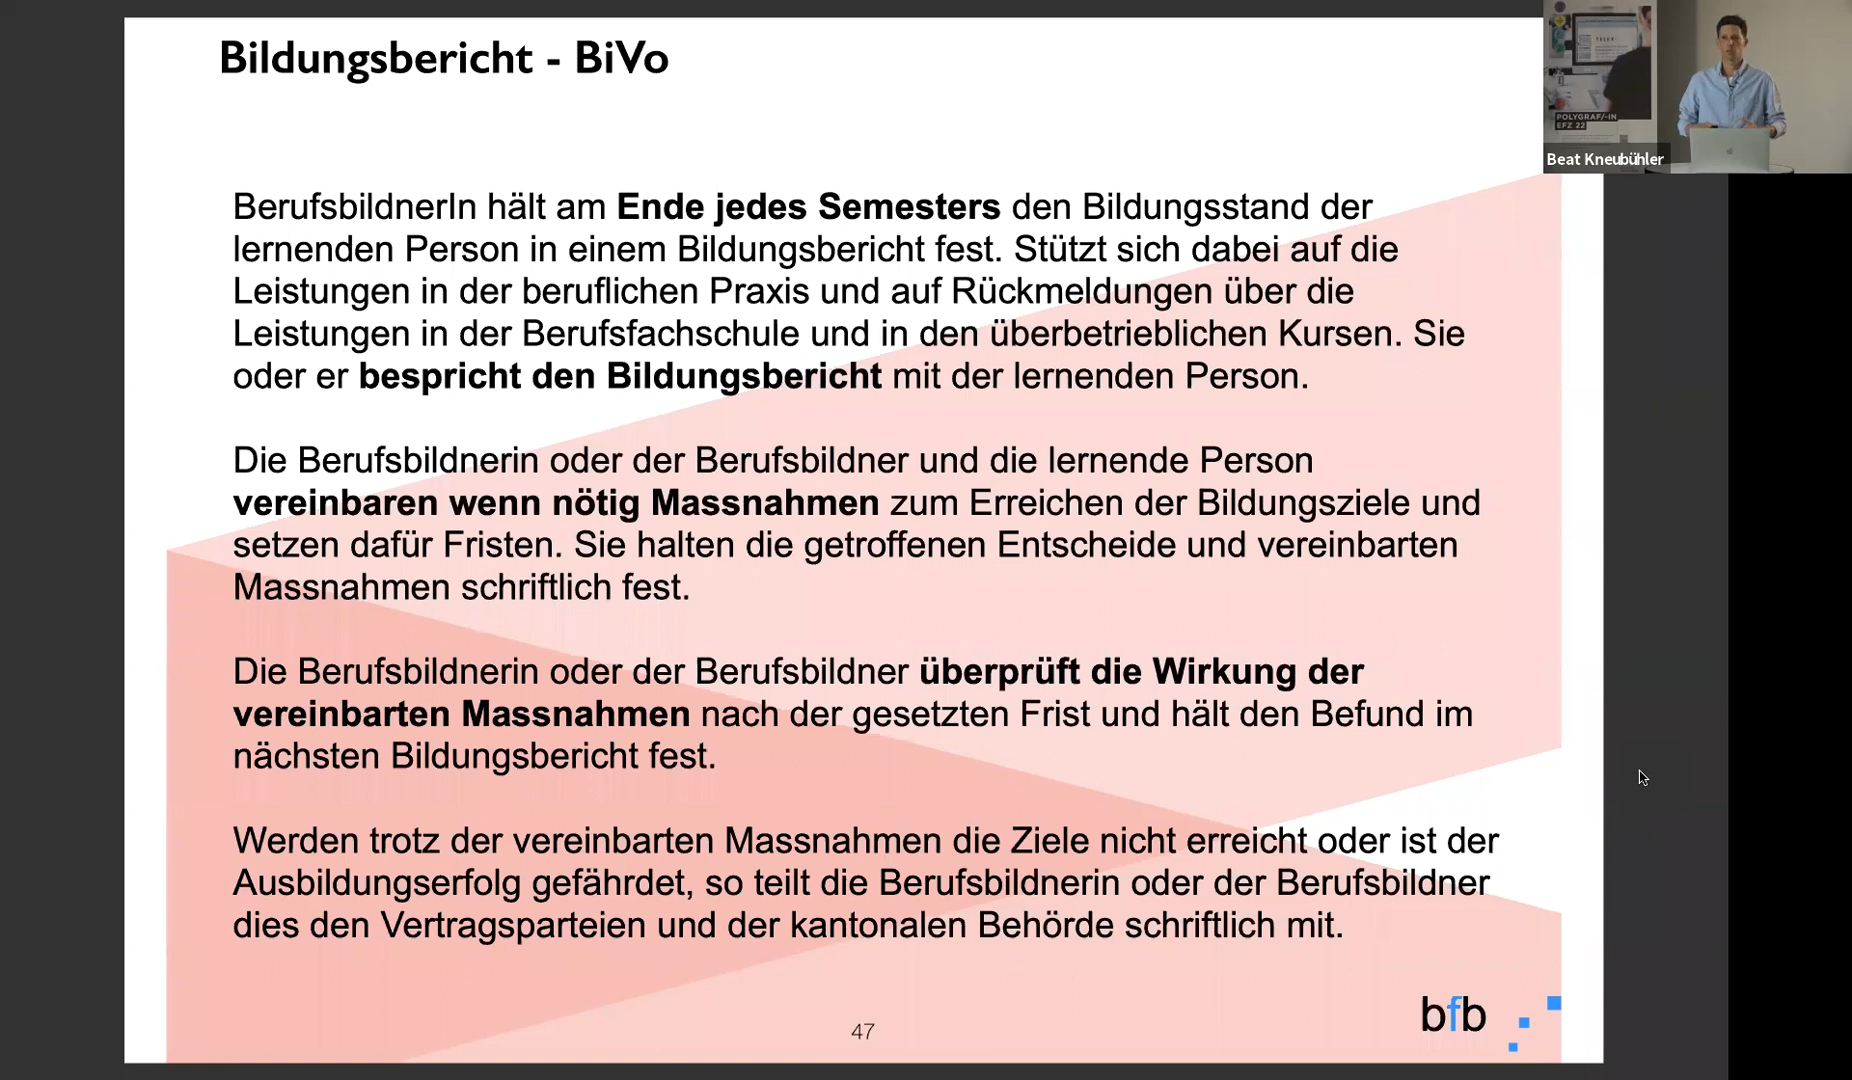 Bildungsbericht - BiVo
TELEX
POLYGRAF/-IN
EFZ 22
Beat Kneubühler
BerufsbildnerIn hält am Ende jedes Semesters den Bildungsstand der
lernenden Person in einem Bildungsbericht fest. Stützt sich dabei auf die
Leistungen in der beruflichen Praxis und auf Rückmeldungen über die
Leistungen in der Berufsfachschule und in den überbetrieblichen Kursen. Sie
oder er bespricht den Bildungsbericht mit der lernenden Person.
Die Berufsbildnerin oder der Berufsbildner und die lernende Person
vereinbaren wenn nötig Massnahmen zum Erreichen der Bildungsziele und
setzen dafür Fristen. Sie halten die getroffenen Entscheide und vereinbarten
Massnahmen schriftlich fest.
Die Berufsbildnerin oder der Berufsbildner überprüft die Wirkung der
vereinbarten Massnahmen nach der gesetzten Frist und hält den Befund im
nächsten Bildungsbericht fest.
Werden trotz der vereinbarten Massnahmen die Ziele nicht erreicht oder ist der
Ausbildungserfolg gefährdet, so teilt die Berufsbildnerin oder der Berufsbildner
dies den Vertragsparteien und der kantonalen Behörde schriftlich mit.
47
bfb